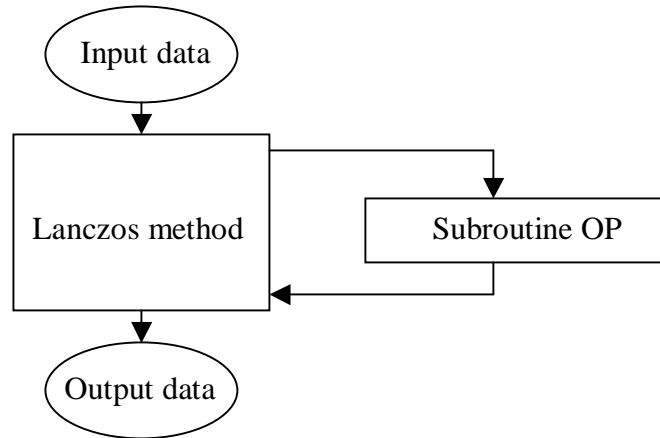 Input data
Lanczos method
Subroutine OP
Output data